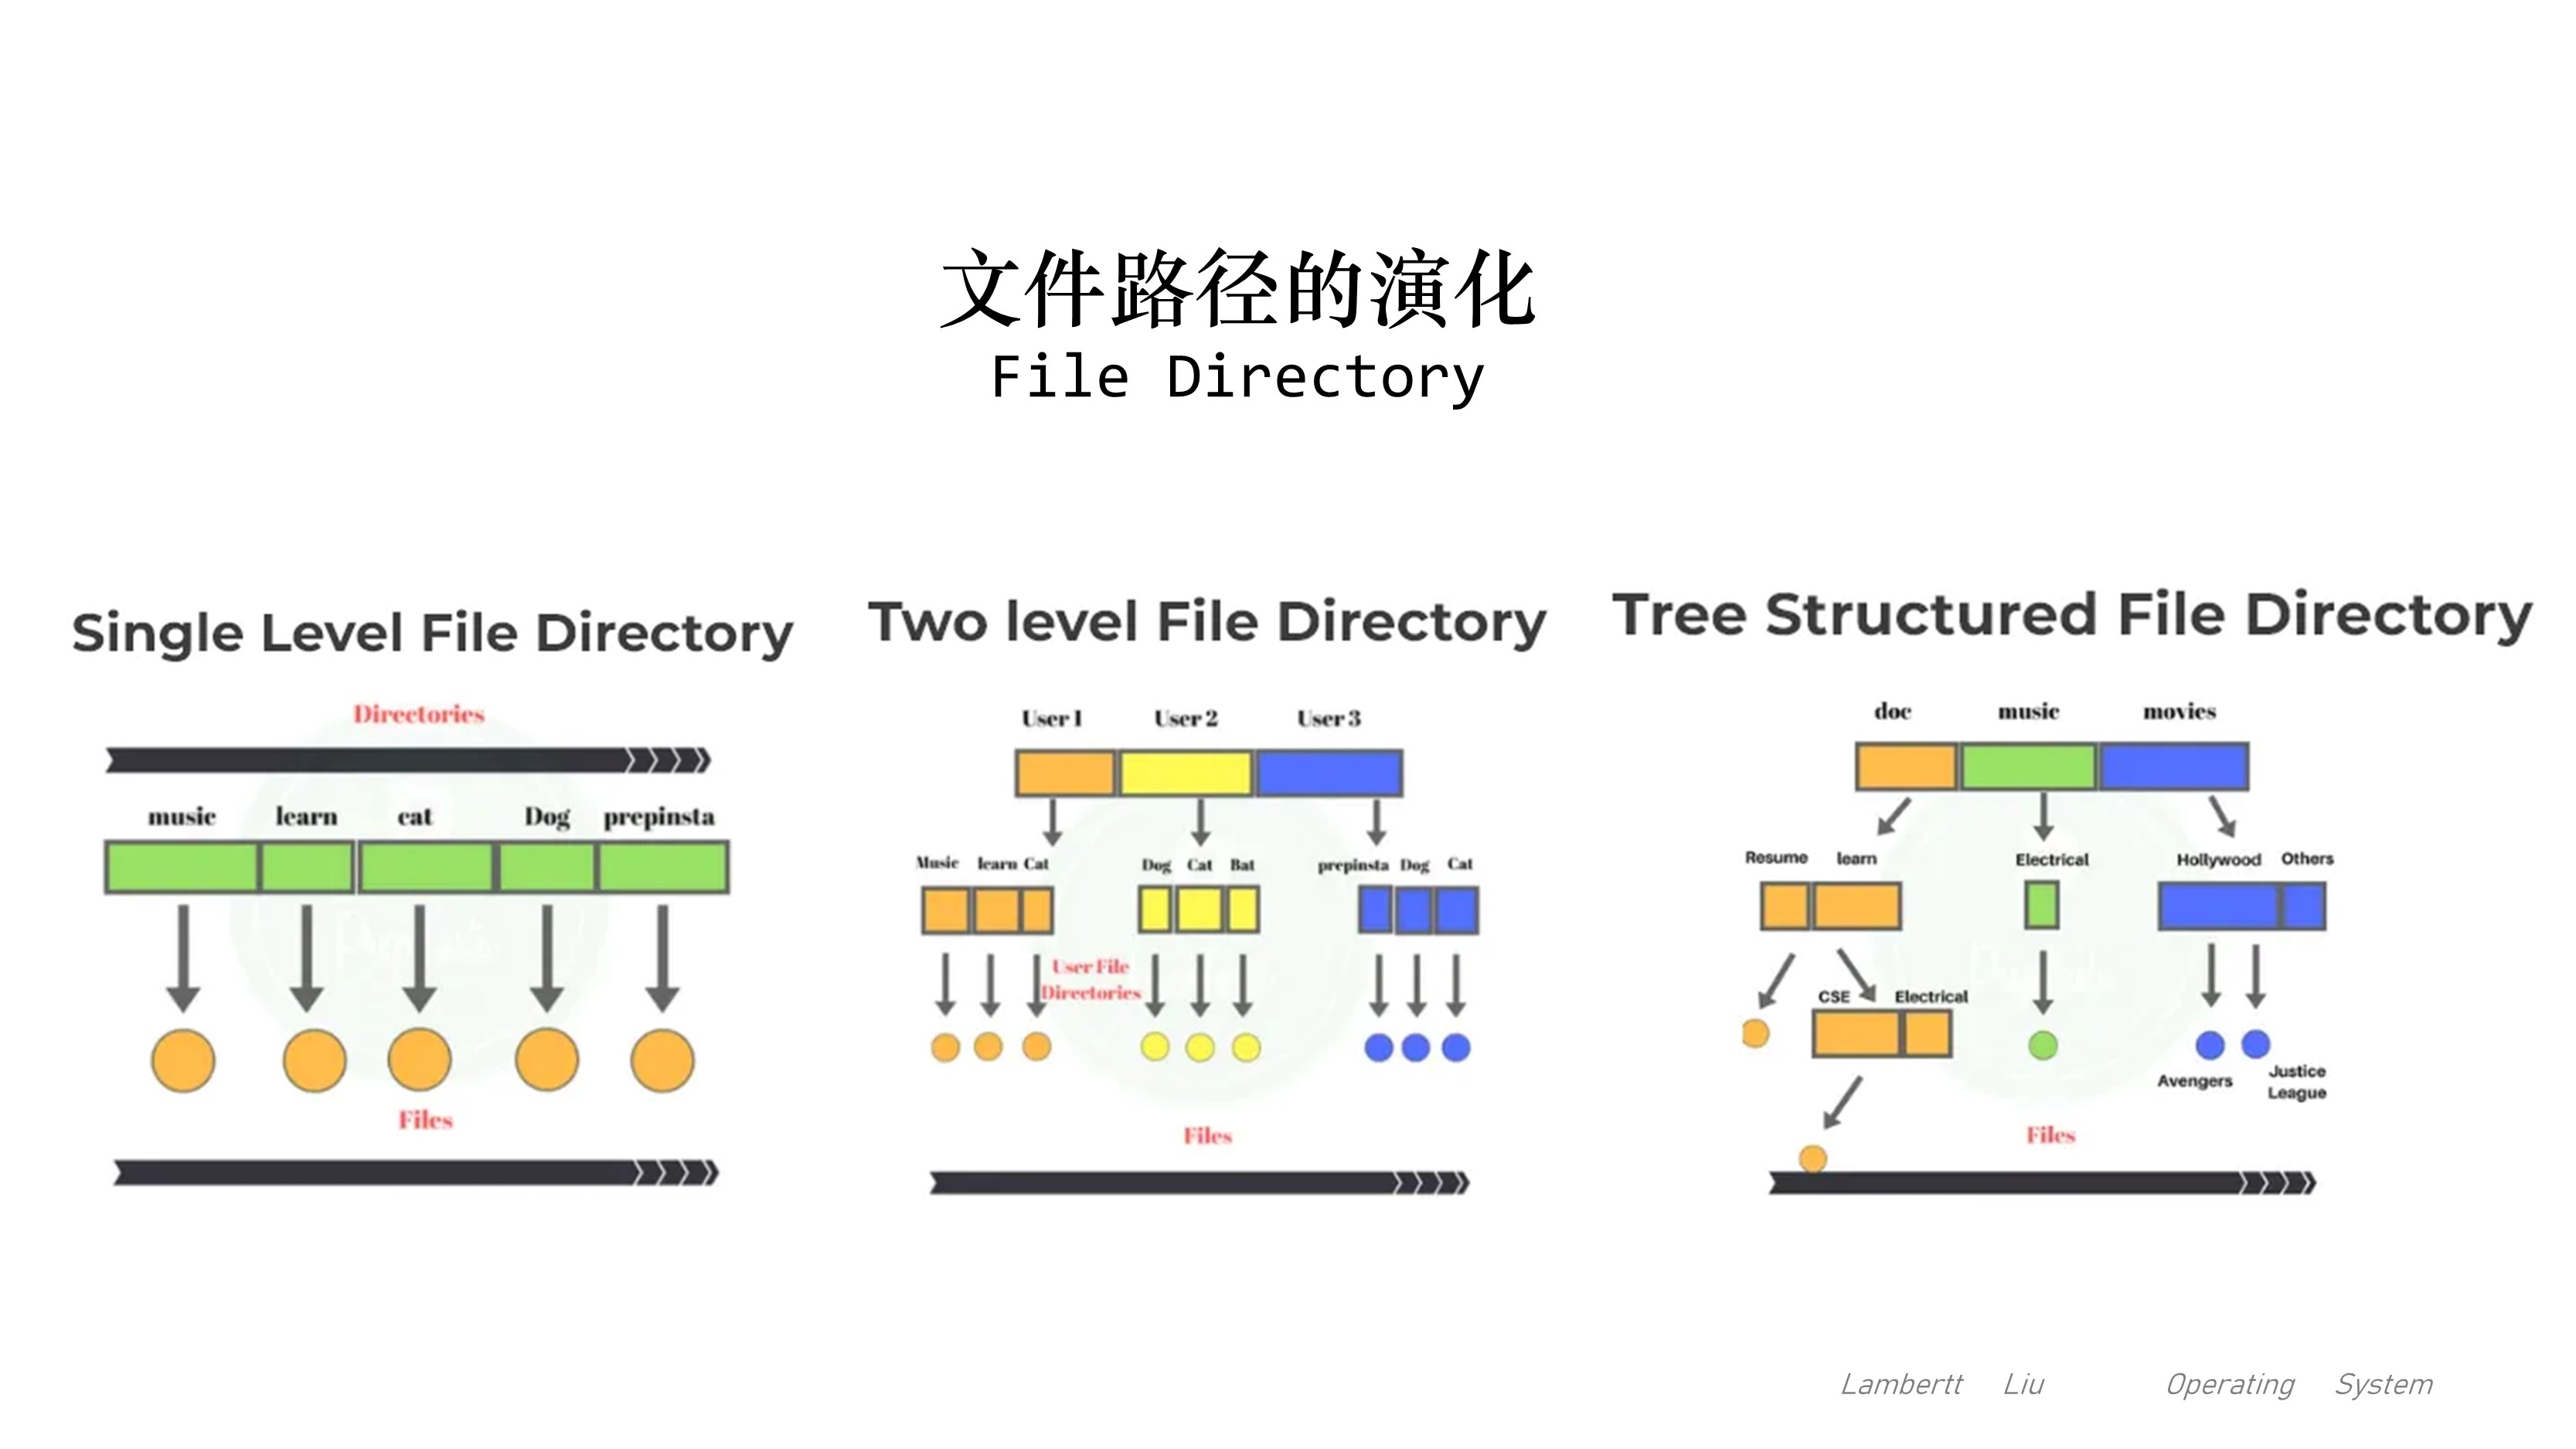 文件路径的演化
File Directory
Single Level File Directory
Directories
music learn cat Dog prepinsta
Files
Two level File Directory
User 1 User 2 User 3
Music learn Cat Dog Cat Bat prepinsta Dog Cat
User File
Directories
Files
Tree Structured File Directory
doc music movies
Resume learn Electrical Hollywood Others
CSE Electrical
Avengers
Justice
League
Files
Lambertt Liu Operating System